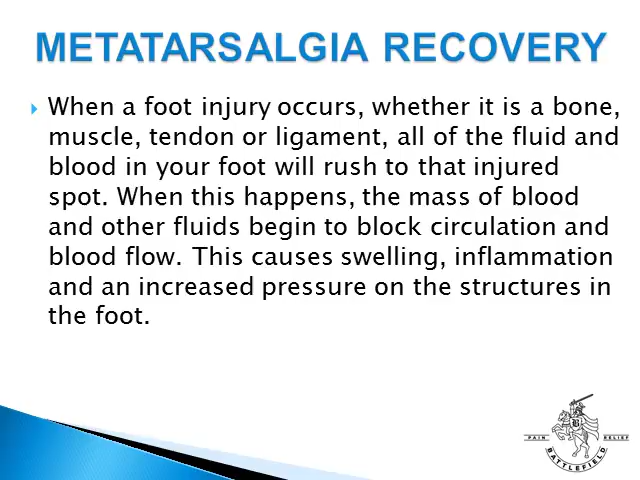 METATARSALGIA RECOVERY
When a foot injury occurs, whether it is a bone,
muscle, tendon or ligament, all of the fluid and
blood in your foot will rush to that injured
spot. When this happens, the mass of blood
and other fluids begin to block circulation and
blood flow. This causes swelling, inflammation
and an increased pressure on the structures in
the foot.
B
PAIN RELIEF
BATTLEFIELD